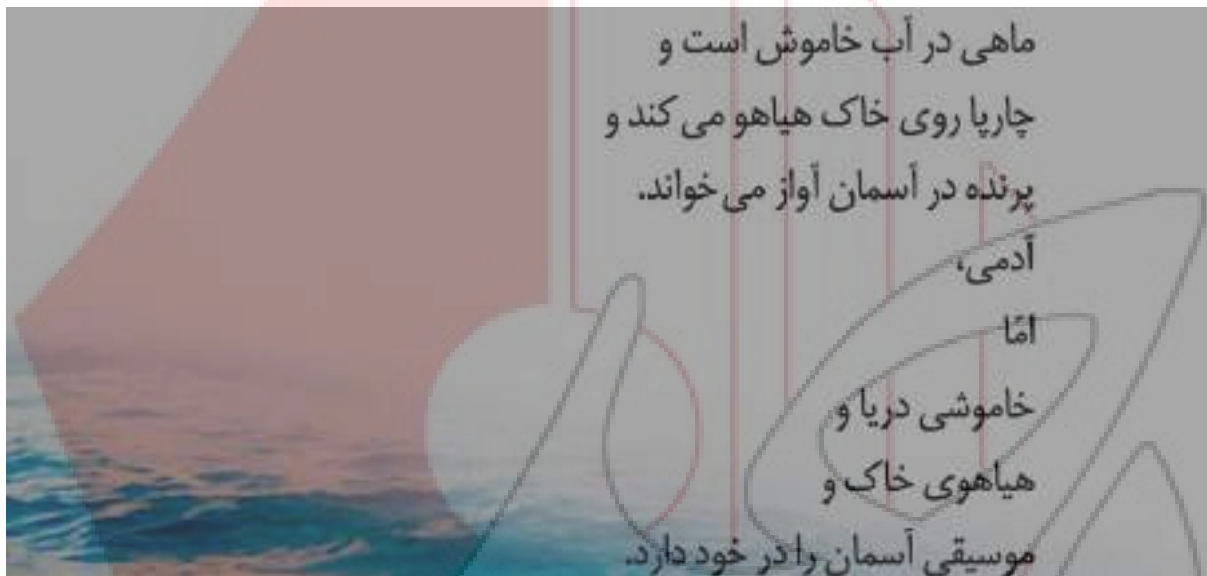 ماهی در آب خاموش است و
چارپا روی خاک هیاهو می کند و
پرنده در آسمان آواز می خواند.
آدمی،
امّا
خاموشی دریا و
هیاهوی خاک و
موسیقی آسمان را در خود دارد.